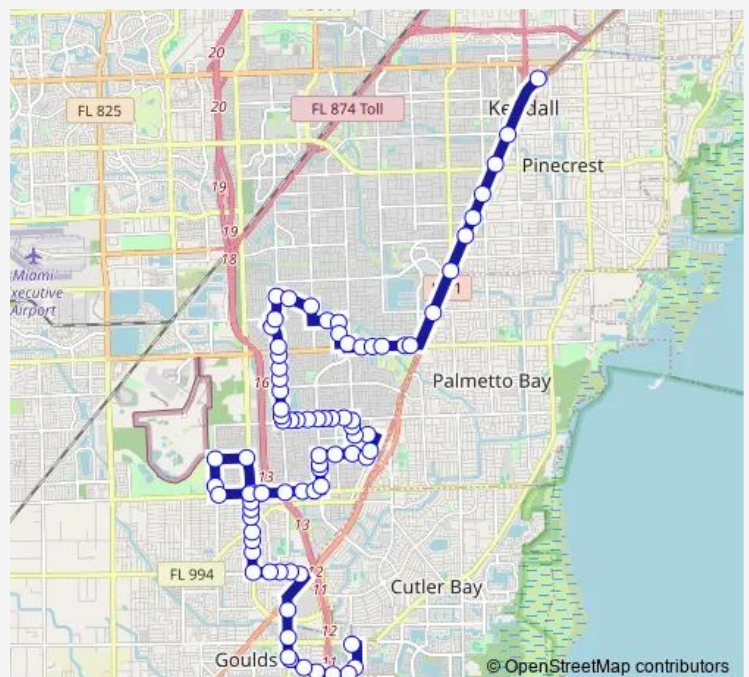 20
FL 825
20
FL 874 Toll
Kendall
Pinecrest
19
19
18
Miami
xecutive
Airport
16
Palmetto Bay
13
13
FL 994
12
11
Cutler Bay
12
Goulds
11
© OpenStreetMap contributors